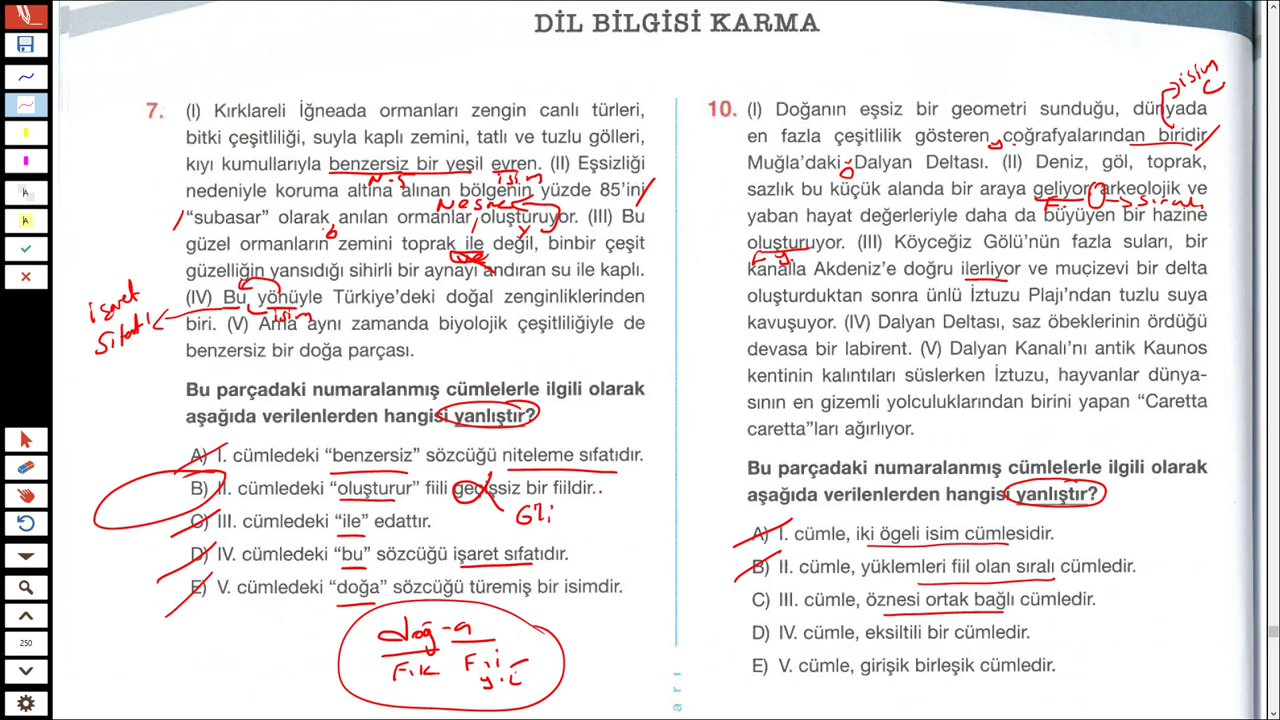 DİL BİLGİSİ KARMA
7. (I) Kırklareli İğneada ormanları zengin canlı türleri,
bitki çeşitliliği, suyla kaplı zemini, tatlı ve tuzlu gölleri,
kıyı kumullarıyla benzersiz bir yeşil evren. (II) Eşsizliği
N.S
isim
nedeniyle koruma altına alınan bölgenin yüzde 85'ini
Nesne
"subasar" olarak anılan ormanlar oluşturuyor. (III) Bu
ö
y
güzel ormanların zemini toprak ile değil, binbir çeşit
güzelliğin yansıdığı sihirli bir aynayı andıran su ile kaplı.
(IV) Bu yönüyle Türkiye'deki doğal zenginliklerinden
işaret
sıfatı
isim
biri. (V) Ama aynı zamanda biyolojik çeşitliliğiyle de
benzersiz bir doğa parçası.
Bu parçadaki numaralanmış cümlelerle ilgili olarak
aşağıda verilenlerden hangisi yanlıştır?
A) I. cümledeki "benzersiz" sözcüğü niteleme sıfatıdır.
B) II. cümledeki "oluşturur" fiili geçişsiz bir fiildir.
G
C) III. cümledeki "ile" edattır.
D) IV. cümledeki "bu" sözcüğü işaret sıfatıdır.
E) V. cümledeki "doğa" sözcüğü türemiş bir isimdir.
doğ-a
F.K
F.i
y.E
isim
C
10. (I) Doğanın eşsiz bir geometri sunduğu, dünyada
en fazla çeşitlilik gösteren coğrafyalarından biridir
y.
Muğla'daki Dalyan Deltası. (II) Deniz, göl, toprak,
ö
sazlık bu küçük alanda bir araya geliyor, arkeolojik ve
F.
sıralı
yaban hayat değerleriyle daha da büyüyen bir hazine
oluşturuyor. (III) Köyceğiz Gölü'nün fazla suları, bir
F.y.
kanalla Akdeniz'e doğru ilerliyor ve muçizevi bir delta
oluşturduktan sonra ünlü İztuzu Plajı'ndan tuzlu suya
kavuşuyor. (IV) Dalyan Deltası, saz öbeklerinin ördüğü
devasa bir labirent. (V) Dalyan Kanalı'nı antik Kaunos
kentinin kalıntıları süslerken İztuzu, hayvanlar dünya-
sının en gizemli yolculuklarından birini yapan "Caretta
caretta"ları ağırlıyor.
Bu parçadaki numaralanmış cümlelerle ilgili olarak
aşağıda verilenlerden hangisi yanlıştır?
A) I. cümle, iki ögeli isim cümlesidir.
B) II. cümle, yüklemleri fiil olan sıralı cümledir.
C) III. cümle, öznesi ortak bağlı cümledir.
D) IV. cümle, eksiltili bir cümledir.
E) V. cümle, girişik birleşik cümledir.
250